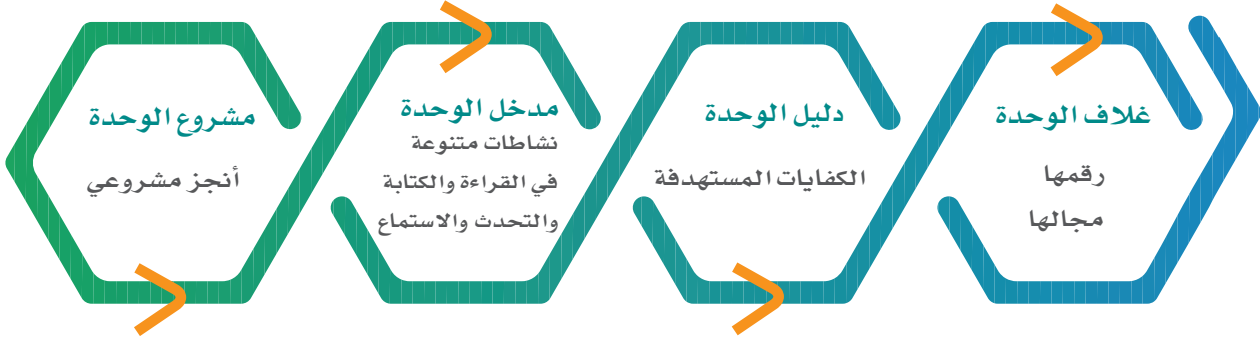 غلاف الوحدة
رقمها
مجالها
دليل الوحدة
الكفايات المستهدفة
مدخل الوحدة
نشاطات متنوعة
في القراءة والكتابة
والتحدث والاستماع
مشروع الوحدة
أنجز مشروعي